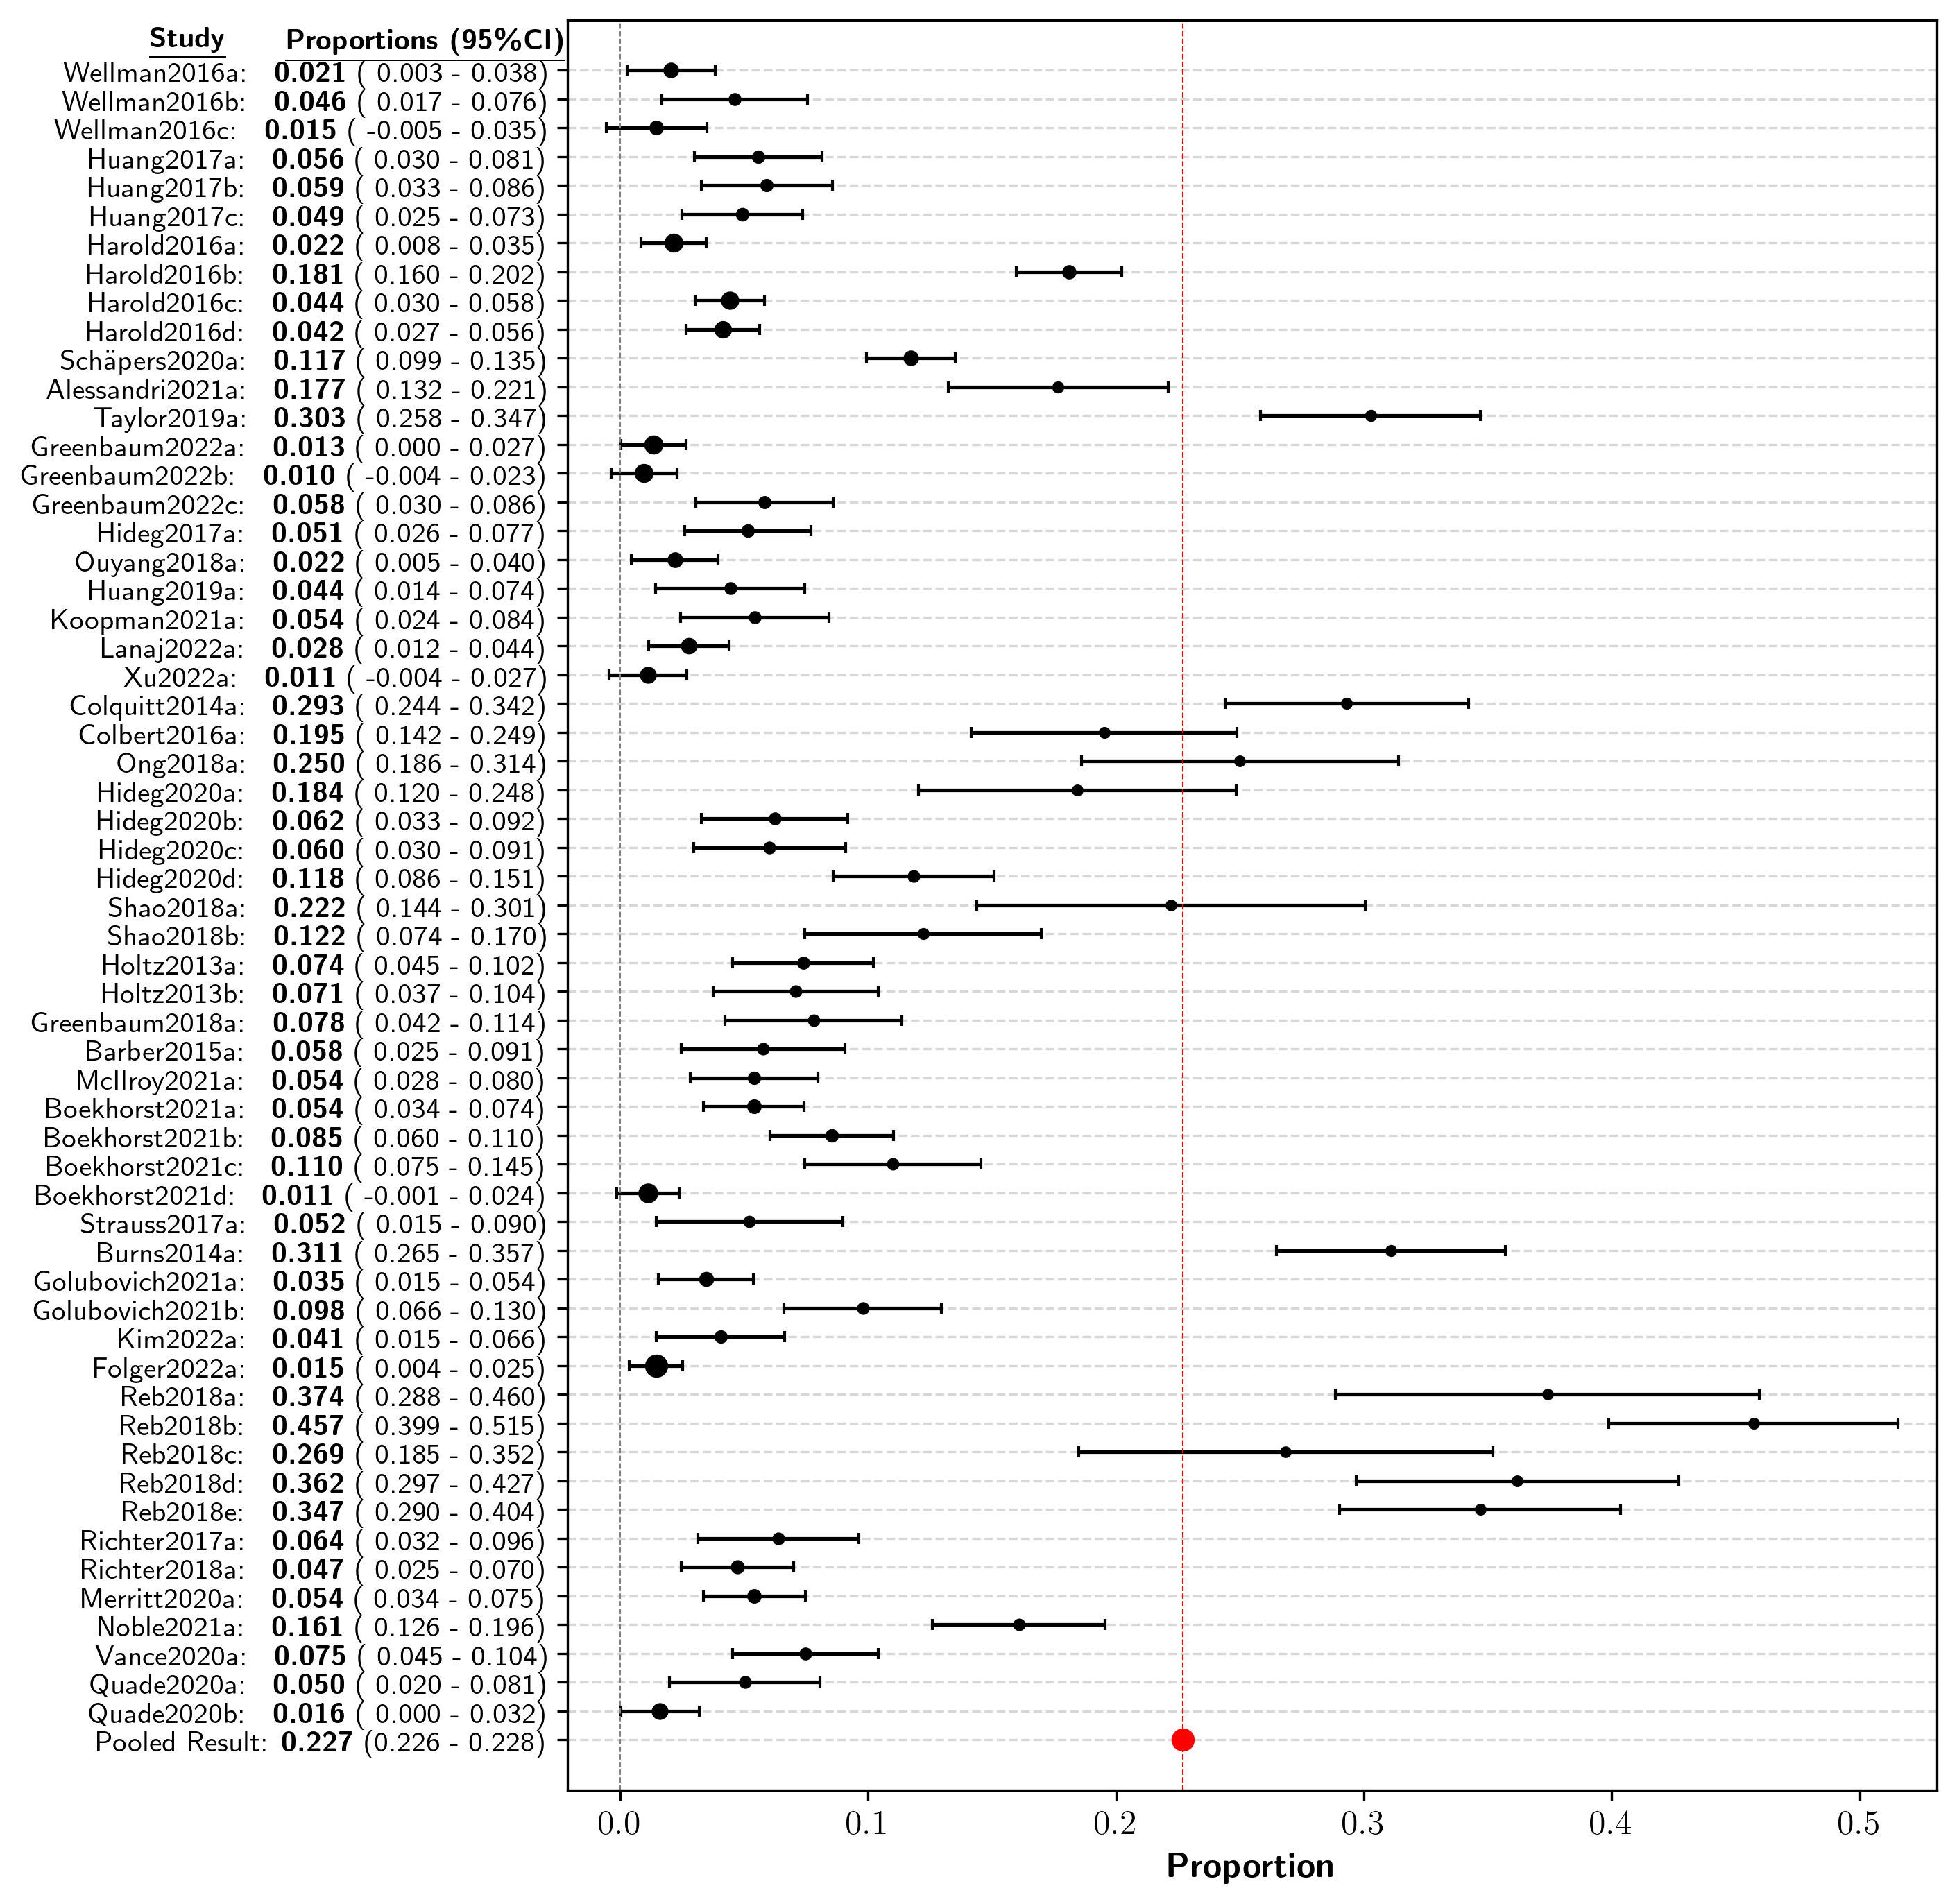 Study Proportions (95%CI)
Wellman2016a: 0.021 ( 0.003 - 0.038)
Wellman2016b: 0.046 ( 0.017 - 0.076)
Wellman2016c: 0.015 ( -0.005 - 0.035)
Huang2017a: 0.056 ( 0.030 - 0.081)
Huang2017b: 0.059 ( 0.033 - 0.086)
Huang2017c: 0.049 ( 0.025 - 0.073)
Harold2016a: 0.022 ( 0.008 - 0.035)
Harold2016b: 0.181 ( 0.160 - 0.202)
Harold2016c: 0.044 ( 0.030 - 0.058)
Harold2016d: 0.042 ( 0.027 - 0.056)
Schäpers2020a: 0.117 ( 0.099 - 0.135)
Alessandri2021a: 0.177 ( 0.132 - 0.221)
Taylor2019a: 0.303 ( 0.258 - 0.347)
Greenbaum2022a: 0.013 ( 0.000 - 0.027)
Greenbaum2022b: 0.010 ( -0.004 - 0.023)
Greenbaum2022c: 0.058 ( 0.030 - 0.086)
Hideg2017a: 0.051 ( 0.026 - 0.077)
Ouyang2018a: 0.022 ( 0.005 - 0.040)
Huang2019a: 0.044 ( 0.014 - 0.074)
Koopman2021a: 0.054 ( 0.024 - 0.084)
Lanaj2022a: 0.028 ( 0.012 - 0.044)
Xu2022a: 0.011 ( -0.004 - 0.027)
Colquitt2014a: 0.293 ( 0.244 - 0.342)
Colbert2016a: 0.195 ( 0.142 - 0.249)
Ong2018a: 0.250 ( 0.186 - 0.314)
Hideg2020a: 0.184 ( 0.120 - 0.248)
Hideg2020b: 0.062 ( 0.033 - 0.092)
Hideg2020c: 0.060 ( 0.030 - 0.091)
Hideg2020d: 0.118 ( 0.086 - 0.151)
Shao2018a: 0.222 ( 0.144 - 0.301)
Shao2018b: 0.122 ( 0.074 - 0.170)
Holtz2013a: 0.074 ( 0.045 - 0.102)
Holtz2013b: 0.071 ( 0.037 - 0.104)
Greenbaum2018a: 0.078 ( 0.042 - 0.114)
Barber2015a: 0.058 ( 0.025 - 0.091)
McIlroy2021a: 0.054 ( 0.028 - 0.080)
Boekhorst2021a: 0.054 ( 0.034 - 0.074)
Boekhorst2021b: 0.085 ( 0.060 - 0.110)
Boekhorst2021c: 0.110 ( 0.075 - 0.145)
Boekhorst2021d: 0.011 ( -0.001 - 0.024)
Strauss2017a: 0.052 ( 0.015 - 0.090)
Burns2014a: 0.311 ( 0.265 - 0.357)
Golubovich2021a: 0.035 ( 0.015 - 0.054)
Golubovich2021b: 0.098 ( 0.066 - 0.130)
Kim2022a: 0.041 ( 0.015 - 0.066)
Folger2022a: 0.015 ( 0.004 - 0.025)
Reb2018a: 0.374 ( 0.288 - 0.460)
Reb2018b: 0.457 ( 0.399 - 0.515)
Reb2018c: 0.269 ( 0.185 - 0.352)
Reb2018d: 0.362 ( 0.297 - 0.427)
Reb2018e: 0.347 ( 0.290 - 0.404)
Richter2017a: 0.064 ( 0.032 - 0.096)
Richter2018a: 0.047 ( 0.025 - 0.070)
Merritt2020a: 0.054 ( 0.034 - 0.075)
Noble2021a: 0.161 ( 0.126 - 0.196)
Vance2020a: 0.075 ( 0.045 - 0.104)
Quade2020a: 0.050 ( 0.020 - 0.081)
Quade2020b: 0.016 ( 0.000 - 0.032)
Pooled Result: 0.227 (0.226 - 0.228)
0.0 0.1 0.2 0.3 0.4 0.5
Proportion